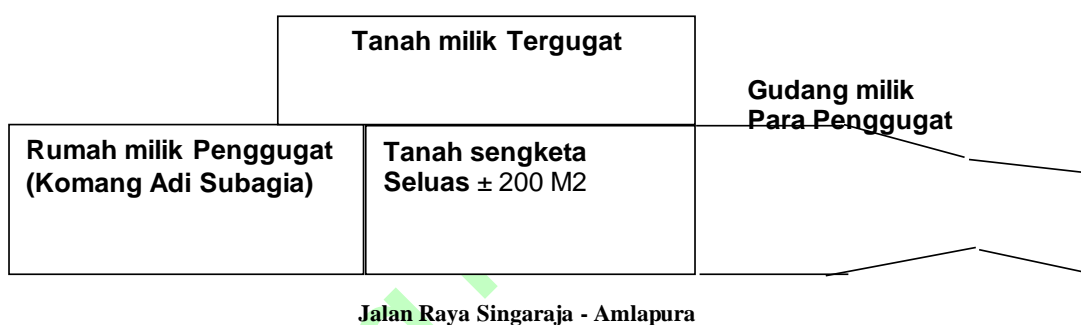 Tanah milik Tergugat
Gudang milik
Para Penggugat
Rumah milik Penggugat
(Komang Adi Subagia)
Tanah sengketa
Seluas ± 200 M2
Jalan Raya Singaraja - Amlapura